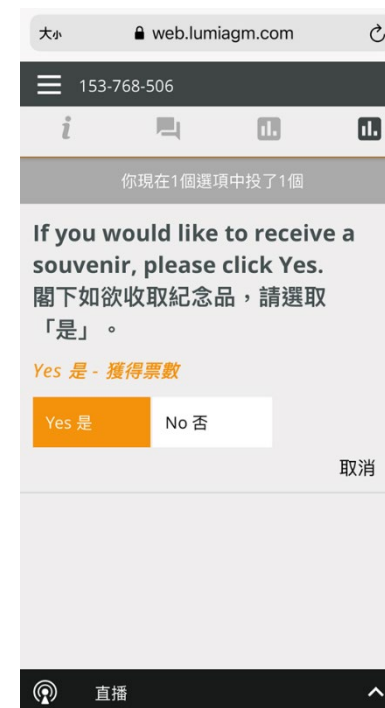 大小 web.lumiagm.com
153-768-506
i
你現在1個選項中投了1個
If you would like to receive a
souvenir, please click Yes.
閣下如欲收取紀念品，請選取
「是」。
Yes 是 - 獲得票數
Yes 是 No 否
取消
直播